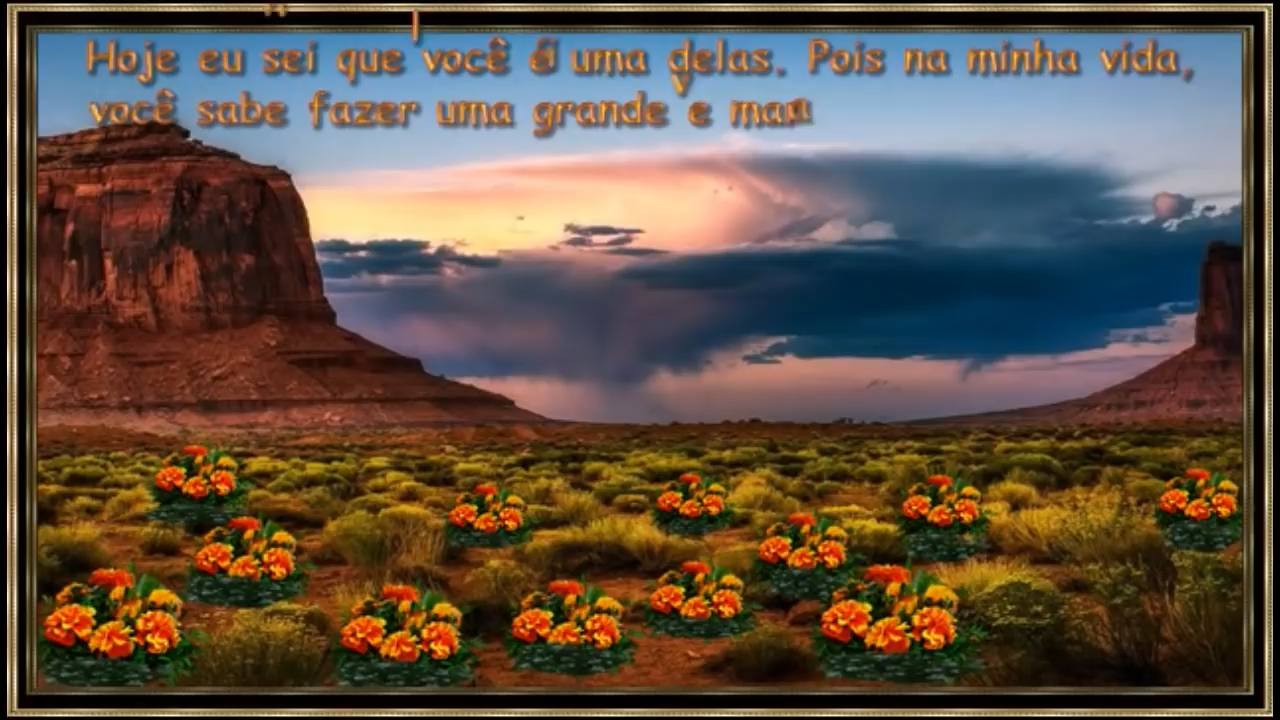 Hoje eu sei que você é uma delas. Pois na minha vida,
você sabe fazer uma grande e